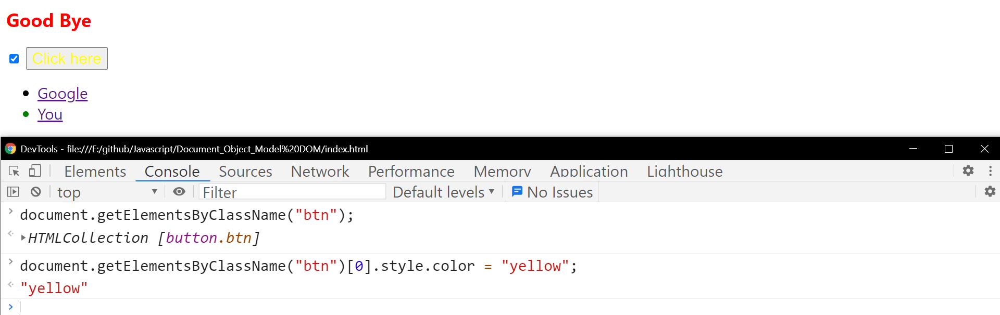 Good Bye
Click here
Google
You
DevTools - file:///F:/github/Javascript/Document_Object_Model%20DOM/index.html
Elements Console Sources Network Performance Memory Application Lighthouse
top Filter Default levels No Issues
document.getElementsByClassName("btn");
HTMLCollection [button.btn]
document.getElementsByClassName("btn")[0].style.color = "yellow";
"yellow"